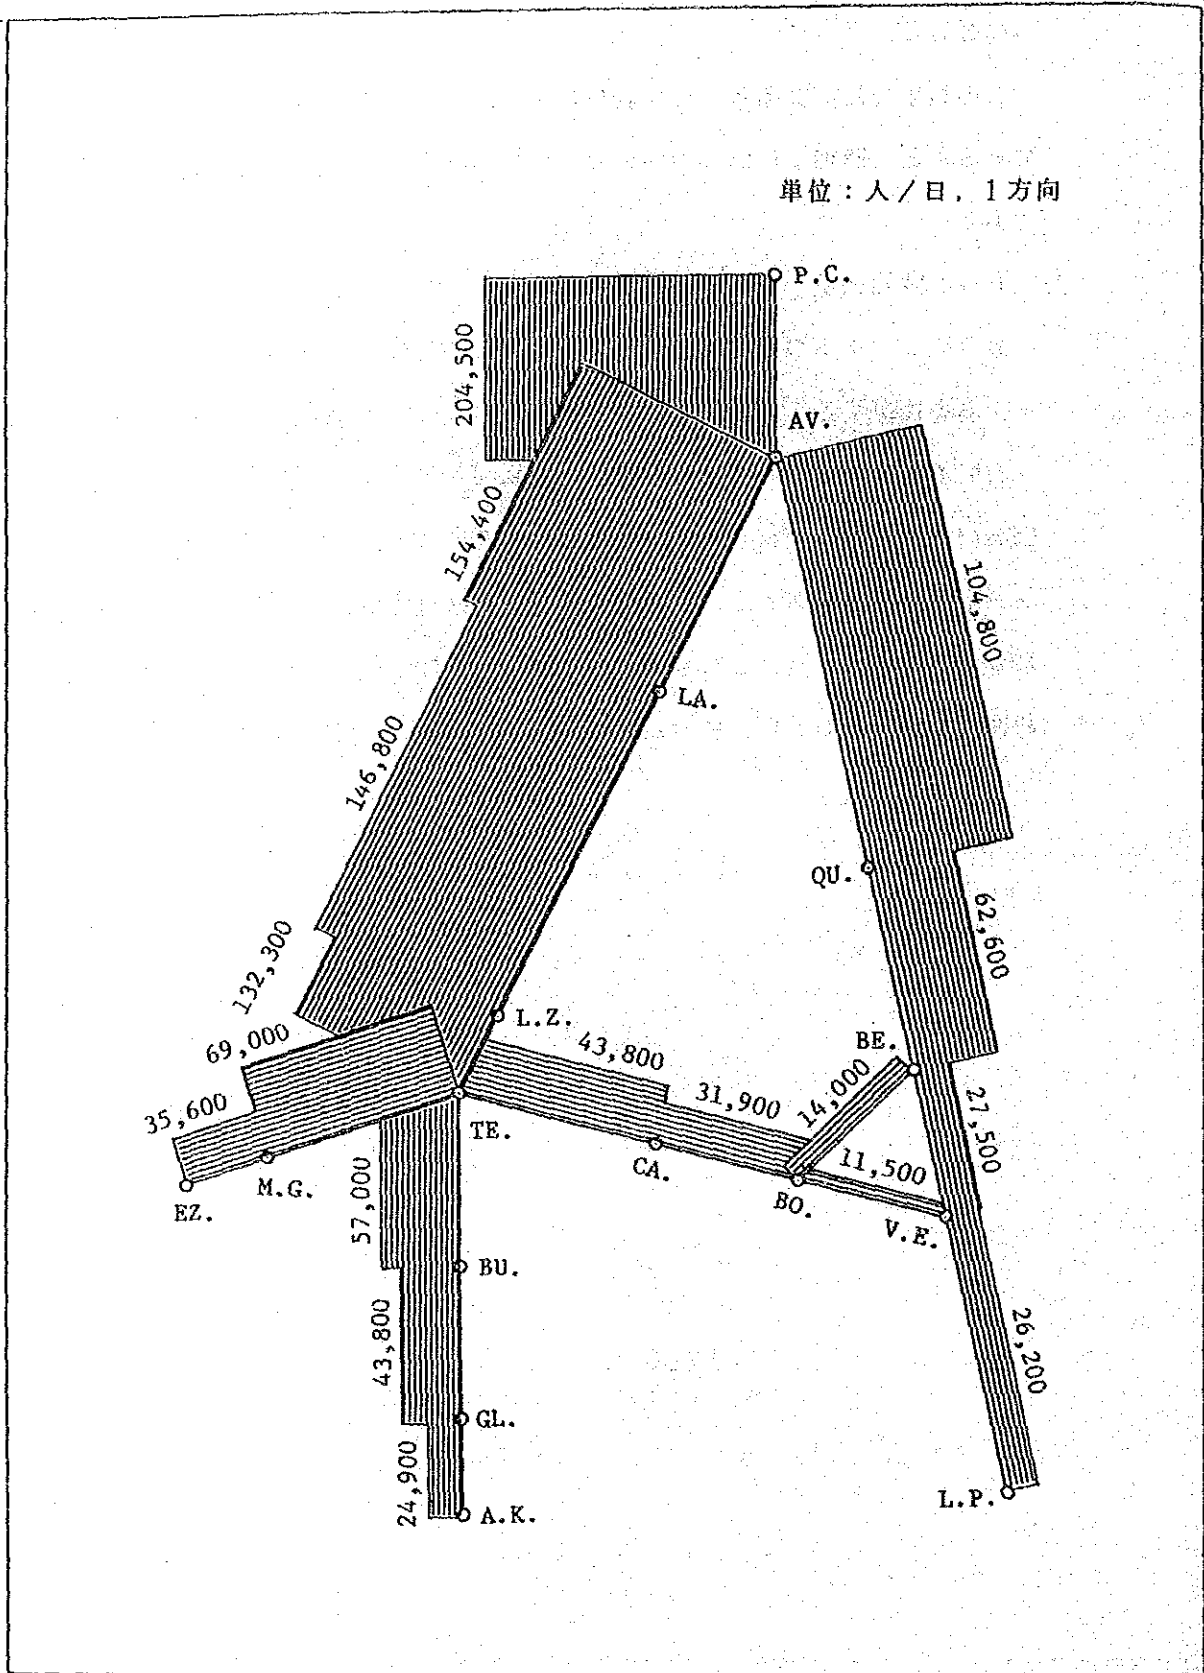 単位：人／日，1方向
P.C.
204,500
AV.
154,400
104,800
LA.
146,800
QU.
62,600
132,300
L.Z.
69,000
43,800
BE.
35,600
31,900
14,000
27,500
TE.
CA.
11,500
M.G.
BO.
EZ.
57,000
V.E.
BU.
43,800
26,200
GL.
24,900
L.P.
A.K.